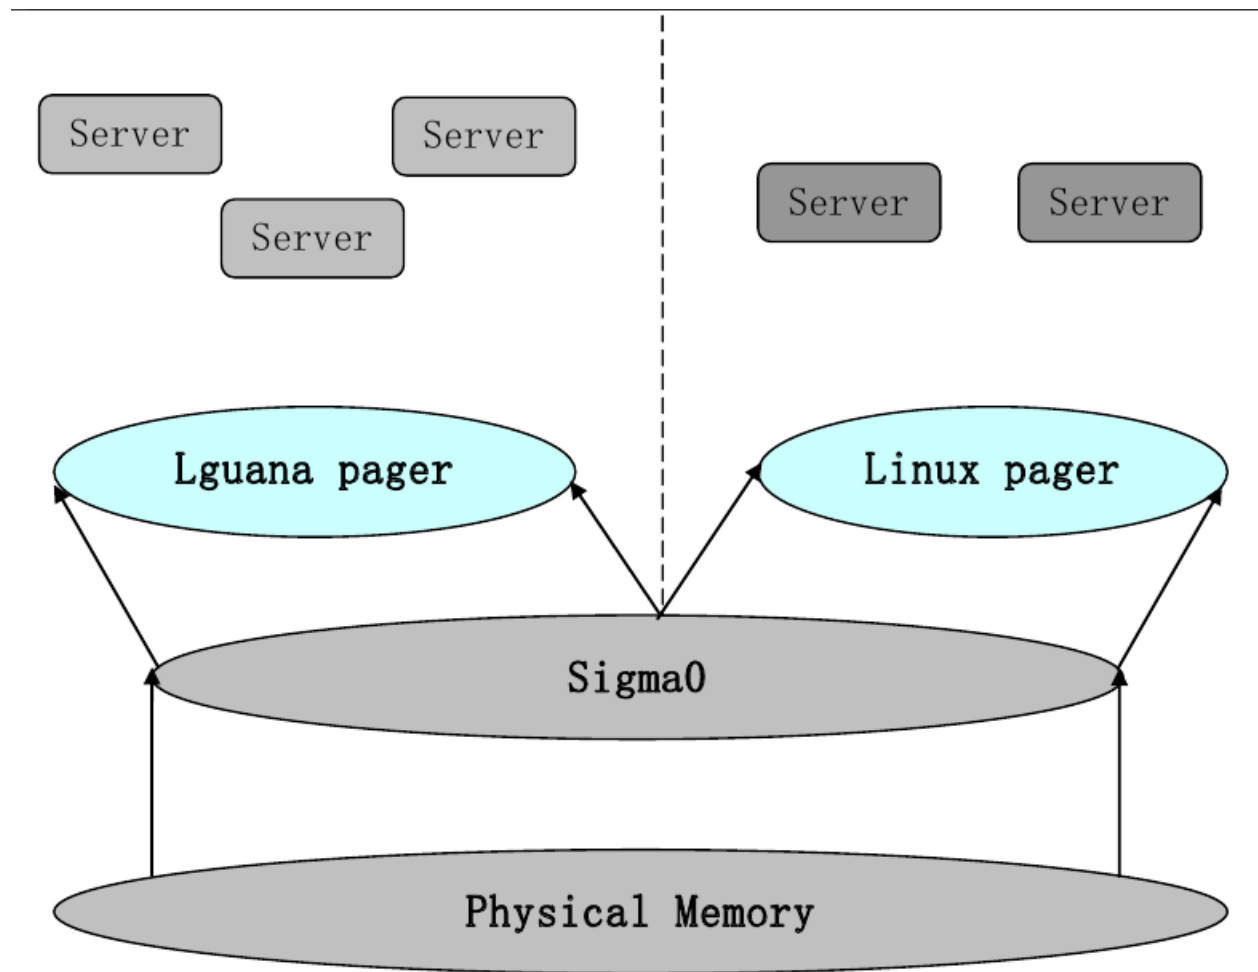 Server
Server
Server
Server
Server
Lguana pager
Linux pager
Sigma0
Physical Memory